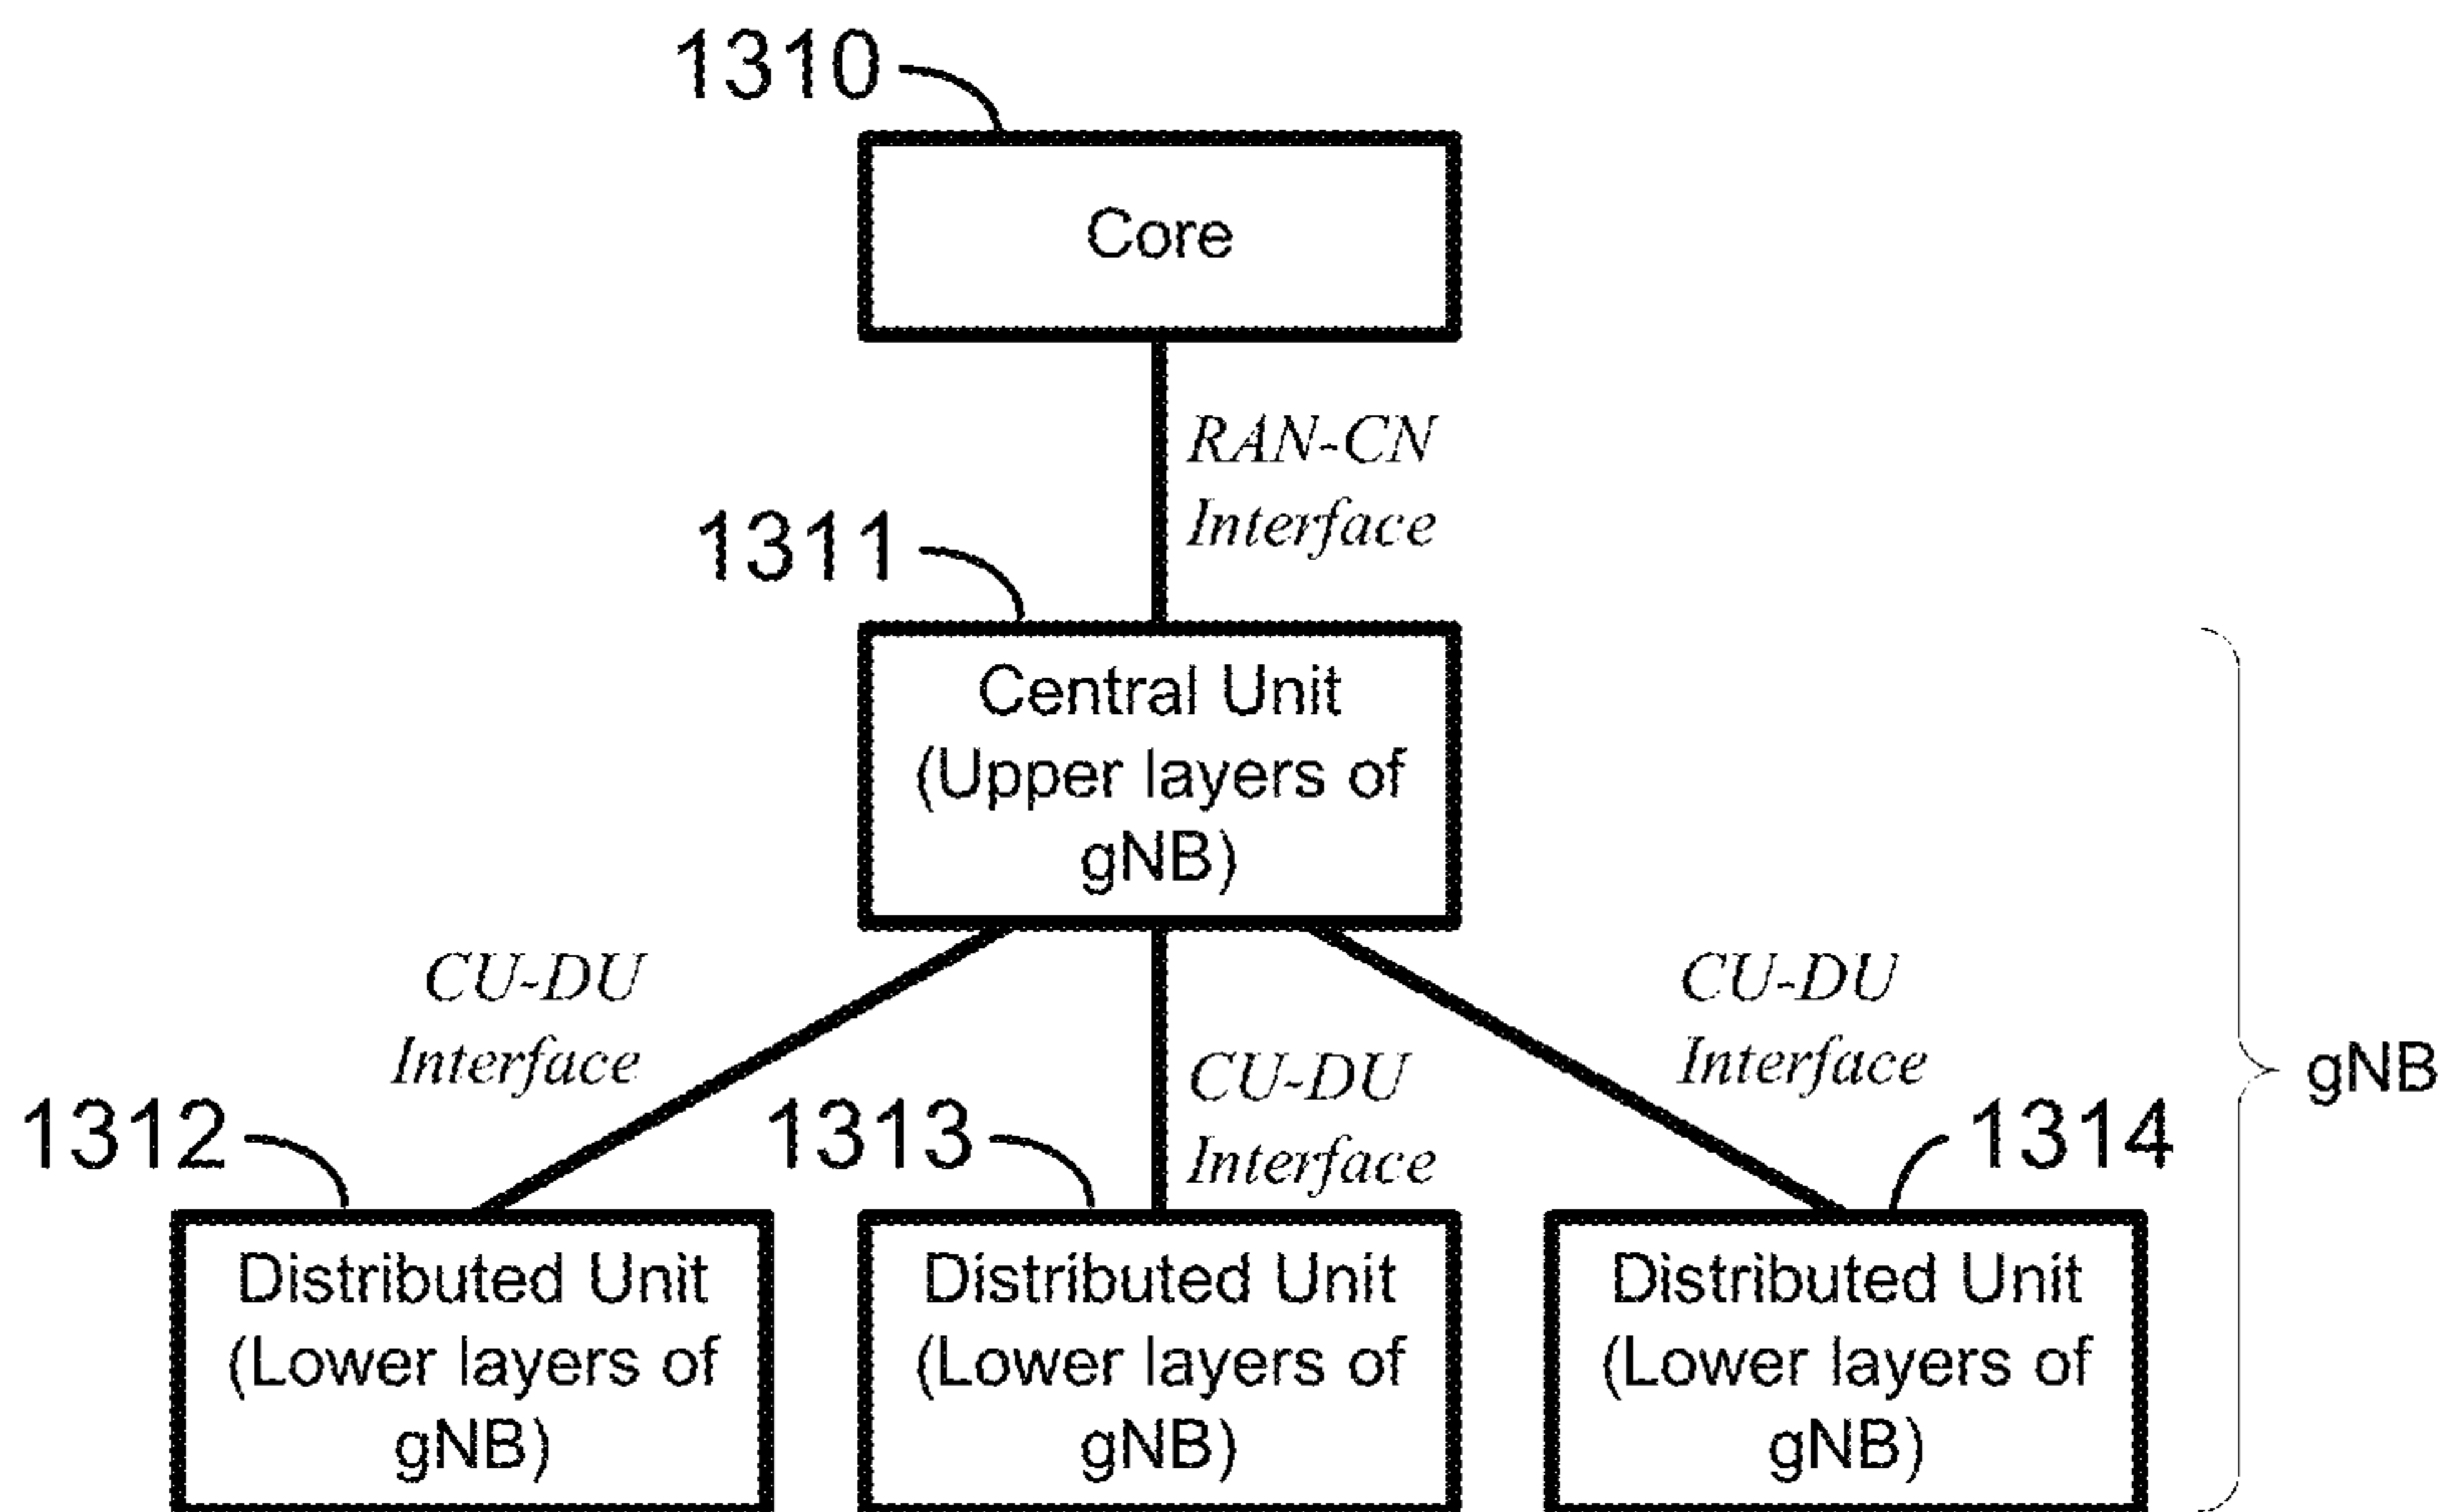 1310
Core
RAN-CN
Interface
1311
Central Unit
(Upper layers of
gNB)
CU-DU
Interface
CU-DU
Interface
CU-DU
Interface
gNB
1312
1313
1314
Distributed Unit
(Lower layers of
gNB)
Distributed Unit
(Lower layers of
gNB)
Distributed Unit
(Lower layers of
gNB)